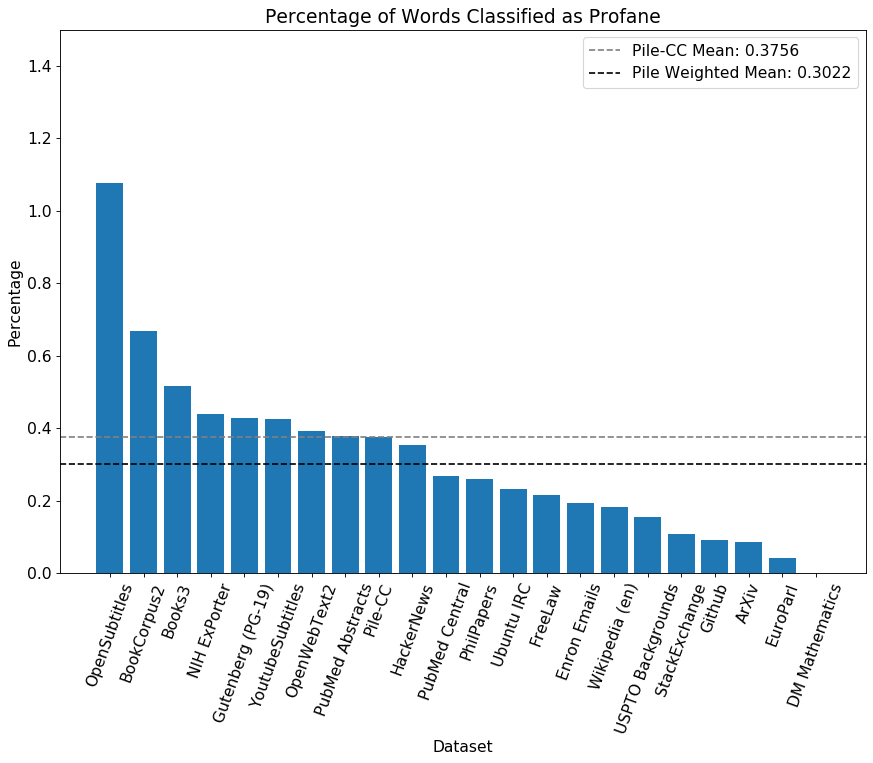 Percentage of Words Classified as Profane
Pile-CC Mean: 0.3756
Pile Weighted Mean: 0.3022
Percentage
1.4
1.2
1.0
0.8
0.6
0.4
0.2
0.0
OpenSubtitles
BookCorpus2
Books3
NIH ExPorter
Gutenberg (PG-19)
YoutubeSubtitles
OpenWebText2
PubMed Abstracts
Pile-CC
HackerNews
PubMed Central
PhilPapers
Ubuntu IRC
FreeLaw
Enron Emails
Wikipedia (en)
USPTO Backgrounds
StackExchange
Github
ArXiv
EuroParl
DM Mathematics
Dataset